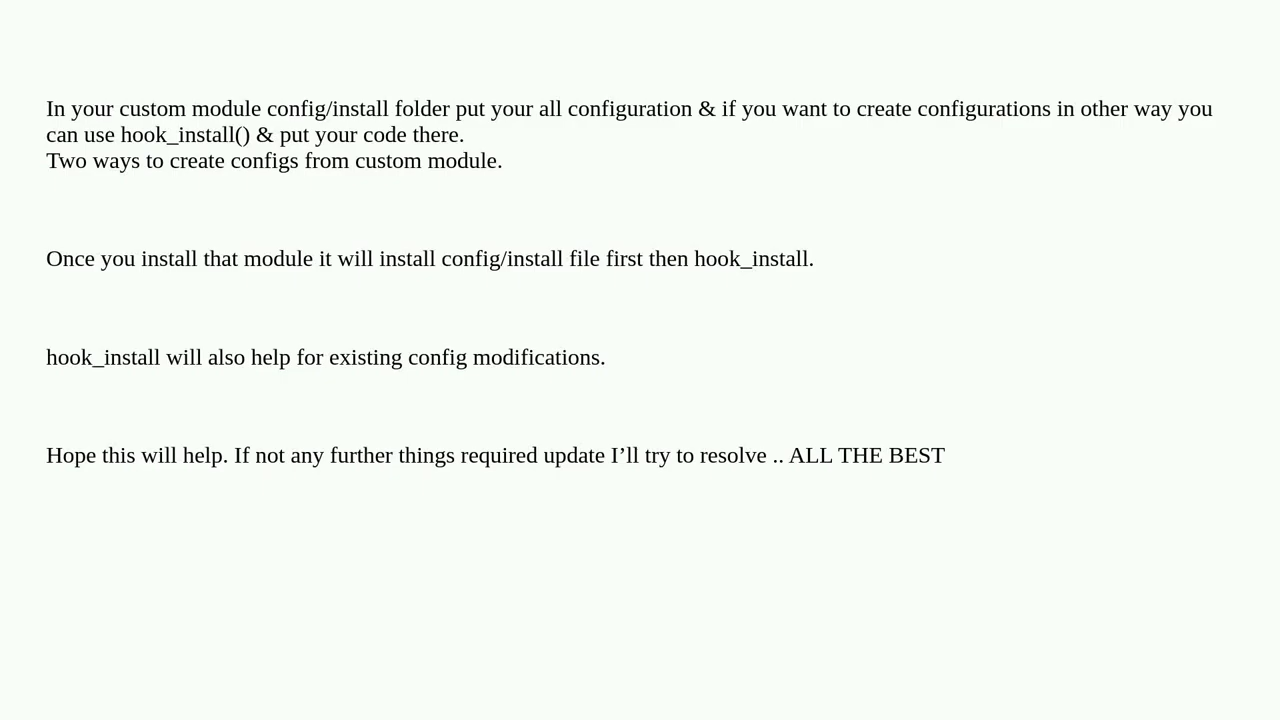 In your custom module config/install folder put your all configuration & if you want to create configurations in other way you
can use hook_install() & put your code there.
Two ways to create configs from custom module.
Once you install that module it will install config/install file first then hook_install.
hook_install will also help for existing config modifications.
Hope this will help. If not any further things required update I’ll try to resolve .. ALL THE BEST